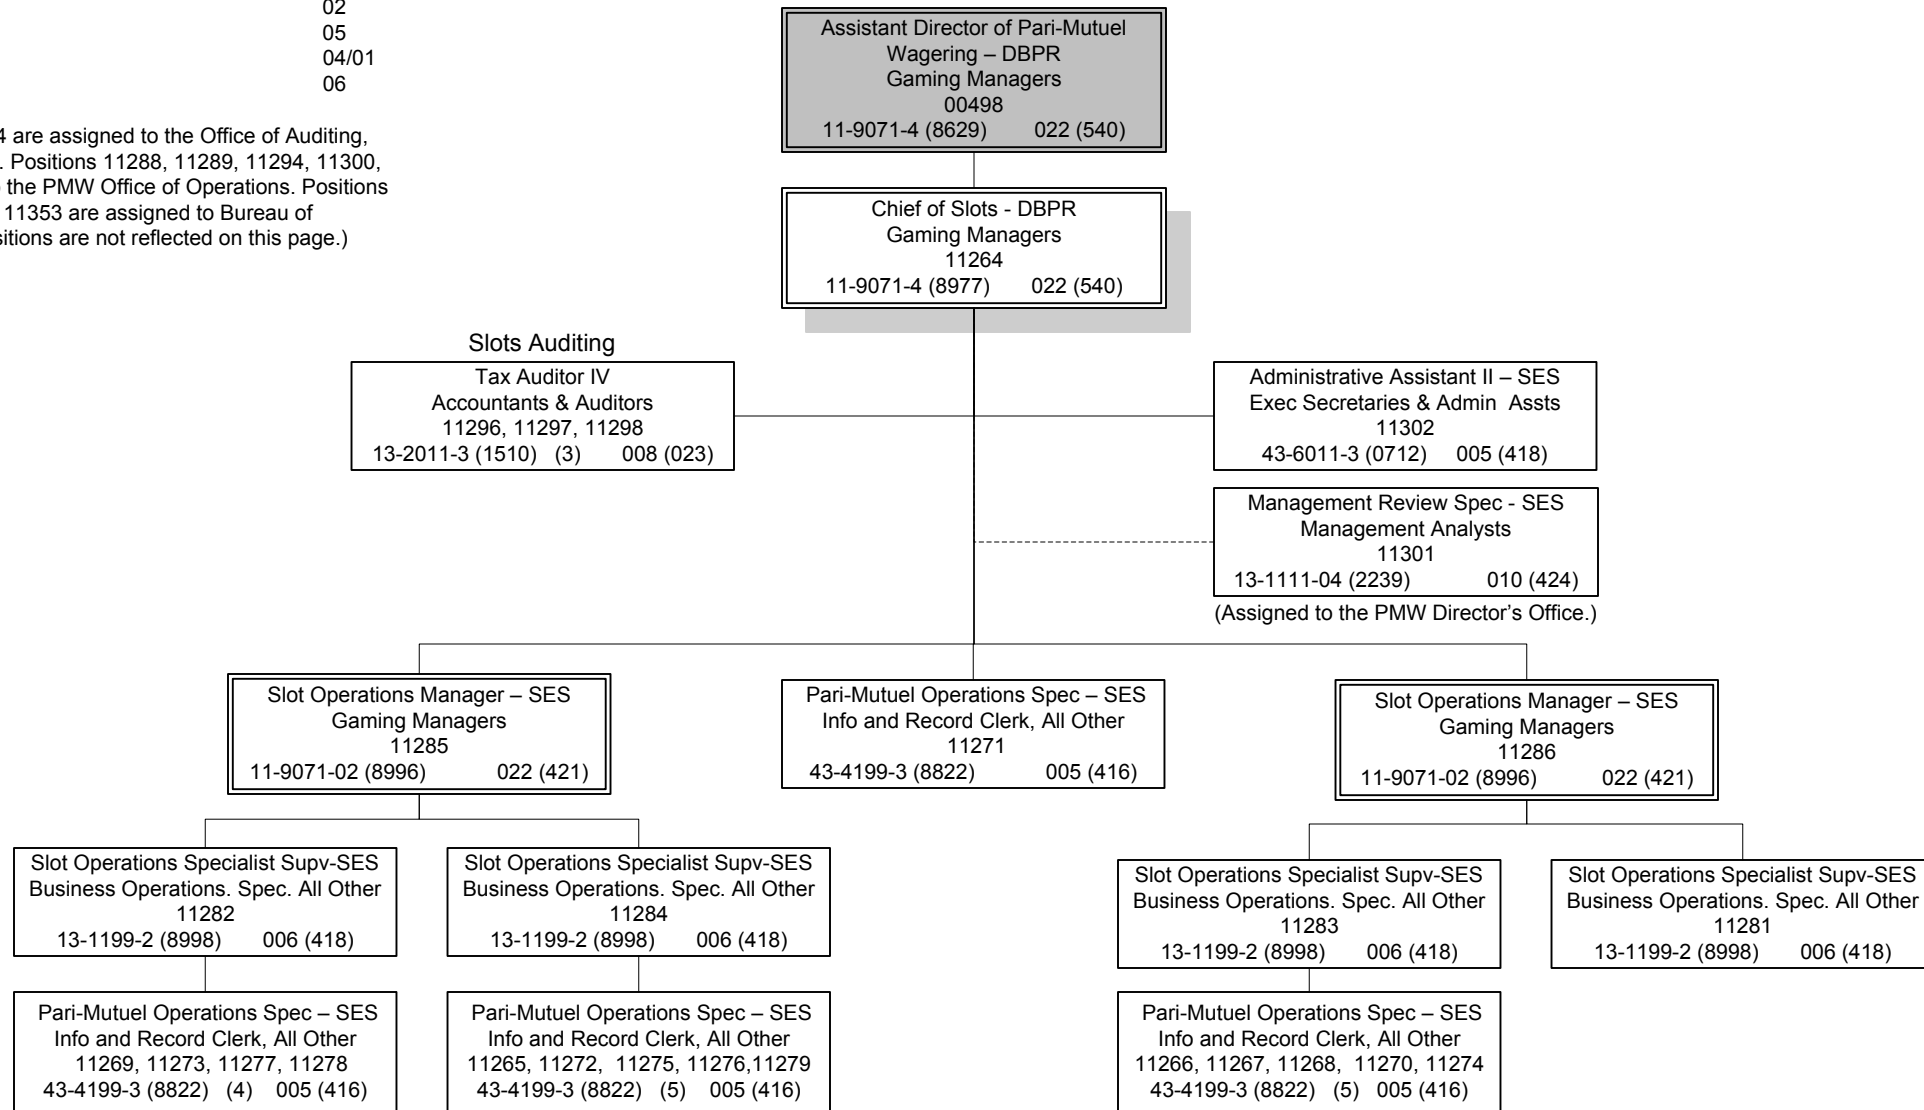 02
05
04/01
06
4 are assigned to the Office of Auditing,
. Positions 11288, 11289, 11294, 11300,
the PMW Office of Operations. Positions
11353 are assigned to Bureau of
sitions are not reflected on this page.)
Assistant Director of Pari-Mutuel
Wagering – DBPR
Gaming Managers
00498
11-9071-4 (8629) 022 (540)
Chief of Slots - DBPR
Gaming Managers
11264
11-9071-4 (8977) 022 (540)
Slots Auditing
Tax Auditor IV
Accountants & Auditors
11296, 11297, 11298
13-2011-3 (1510) (3) 008 (023)
Administrative Assistant II – SES
Exec Secretaries & Admin Assts
11302
43-6011-3 (0712) 005 (418)
Management Review Spec - SES
Management Analysts
11301
13-1111-04 (2239) 010 (424)
(Assigned to the PMW Director's Office.)
Slot Operations Manager – SES
Gaming Managers
11285
11-9071-02 (8996) 022 (421)
Pari-Mutuel Operations Spec – SES
Info and Record Clerk, All Other
11271
43-4199-3 (8822) 005 (416)
Slot Operations Manager – SES
Gaming Managers
11286
11-9071-02 (8996) 022 (421)
Slot Operations Specialist Supv-SES
Business Operations. Spec. All Other
11282
13-1199-2 (8998) 006 (418)
Slot Operations Specialist Supv-SES
Business Operations. Spec. All Other
11284
13-1199-2 (8998) 006 (418)
Slot Operations Specialist Supv-SES
Business Operations. Spec. All Other
11283
13-1199-2 (8998) 006 (418)
Slot Operations Specialist Supv-SES
Business Operations. Spec. All Other
11281
13-1199-2 (8998) 006 (418)
Pari-Mutuel Operations Spec – SES
Info and Record Clerk, All Other
11269, 11273, 11277, 11278
43-4199-3 (8822) (4) 005 (416)
Pari-Mutuel Operations Spec – SES
Info and Record Clerk, All Other
11265, 11272, 11275, 11276,11279
43-4199-3 (8822) (5) 005 (416)
Pari-Mutuel Operations Spec – SES
Info and Record Clerk, All Other
11266, 11267, 11268, 11270, 11274
43-4199-3 (8822) (5) 005 (416)